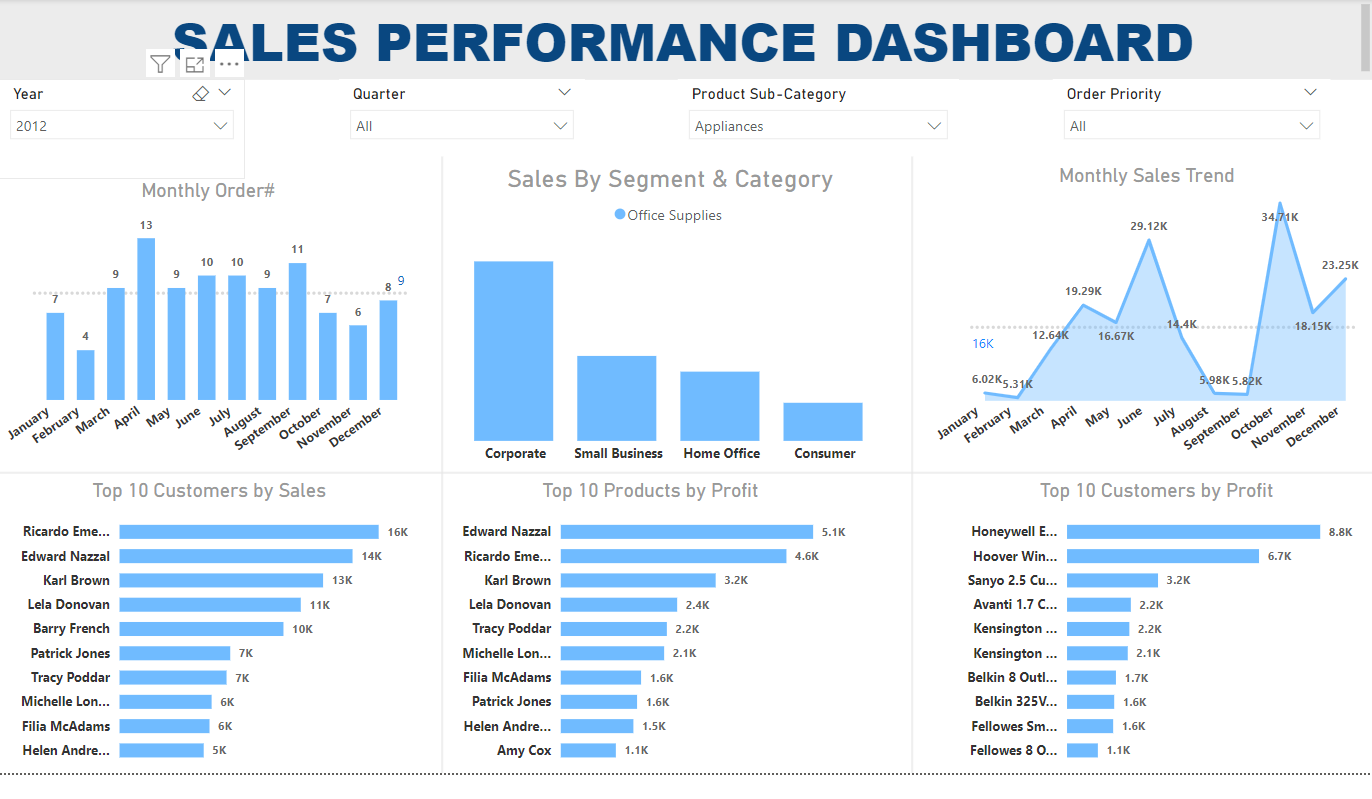 SALES PERFORMANCE DASHBOARD
Year
Quarter
Product Sub-Category
Order Priority
2012
All
Appliances
All
Monthly Order#
13
11
10
10
9
9
9
9
8
7
7
6
4
January
February
March
April
May
June
July
August
September
October
November
December
Sales By Segment & Category
Office Supplies
Corporate
Small Business
Home Office
Consumer
Monthly Sales Trend
34.71K
29.12K
23.25K
19.29K
14.4K
18.15K
12.64K
16.67K
16K
6.02K
5.31K
5.98K
5.82K
January
February
March
April
May
June
July
August
September
October
November
December
Top 10 Customers by Sales
Ricardo Eme... 16K
Edward Nazzal 14K
Karl Brown 13K
Lela Donovan 11K
Barry French 10K
Patrick Jones 7K
Tracy Poddar 7K
Michelle Lon... 6K
Filia McAdams 6K
Helen Andre... 5K
Top 10 Products by Profit
Edward Nazzal 5.1K
Ricardo Eme... 4.6K
Karl Brown 3.2K
Lela Donovan 2.4K
Tracy Poddar 2.2K
Michelle Lon... 2.1K
Filia McAdams 1.6K
Patrick Jones 1.6K
Helen Andre... 1.5K
Amy Cox 1.1K
Top 10 Customers by Profit
Honeywell E... 8.8K
Hoover Win... 6.7K
Sanyo 2.5 Cu... 3.2K
Avanti 1.7 C... 2.2K
Kensington ... 2.2K
Kensington ... 2.1K
Belkin 8 Outl... 1.7K
Belkin 325V... 1.6K
Fellowes Sm... 1.6K
Fellowes 8 O... 1.1K